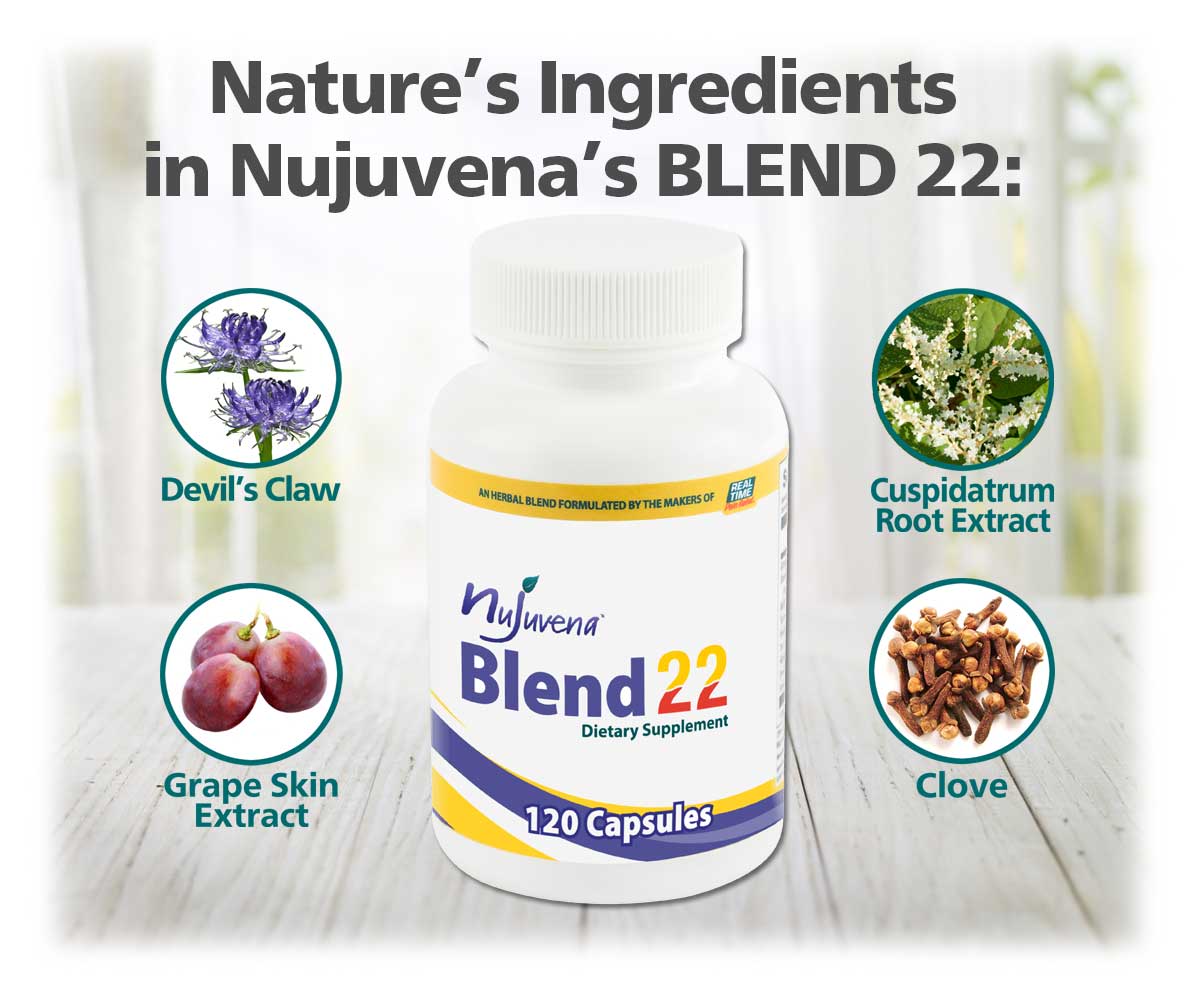 Nature’s Ingredients
in Nujuvena’s BLEND 22:
Devil’s Claw
Cuspidatrum
Root Extract
AN HERBAL BLEND FORMULATED BY THE MAKERS OF
REAL
TIME
Nujuvena™
Blend 22
Dietary Supplement
120 Capsules
Grape Skin
Extract
Clove